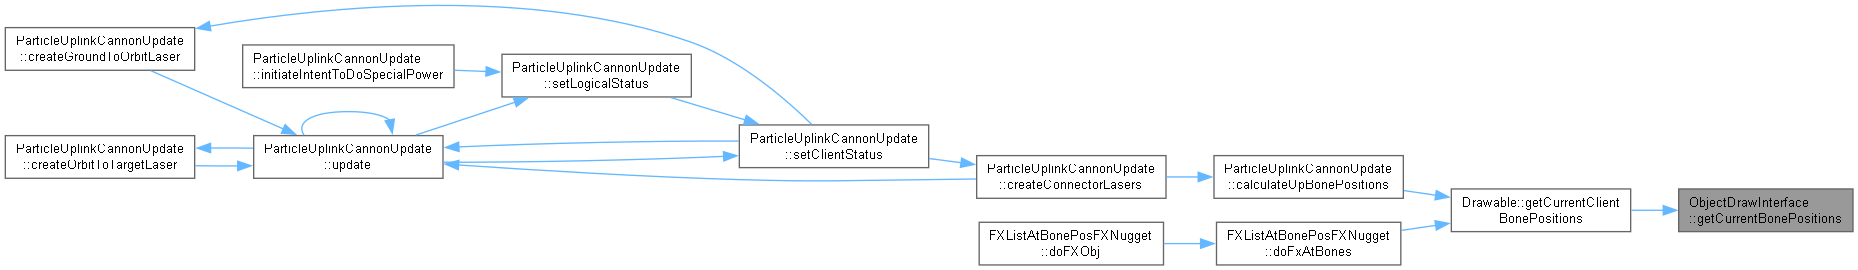 ParticleUplinkCannonUpdate
::createGroundToOrbitLaser
ParticleUplinkCannonUpdate
::initiateIntentToDoSpecialPower
ParticleUplinkCannonUpdate
::setLogicalStatus
ParticleUplinkCannonUpdate
::createOrbitToTargetLaser
ParticleUplinkCannonUpdate
::update
ParticleUplinkCannonUpdate
::setClientStatus
ParticleUplinkCannonUpdate
::createConnectorLasers
ParticleUplinkCannonUpdate
::calculateUpBonePositions
Drawable::getCurrentClient
BonePositions
ObjectDrawInterface
::getCurrentBonePositions
FXListAtBonePosFXNugget
::doFXObj
FXListAtBonePosFXNugget
::doFxAtBones